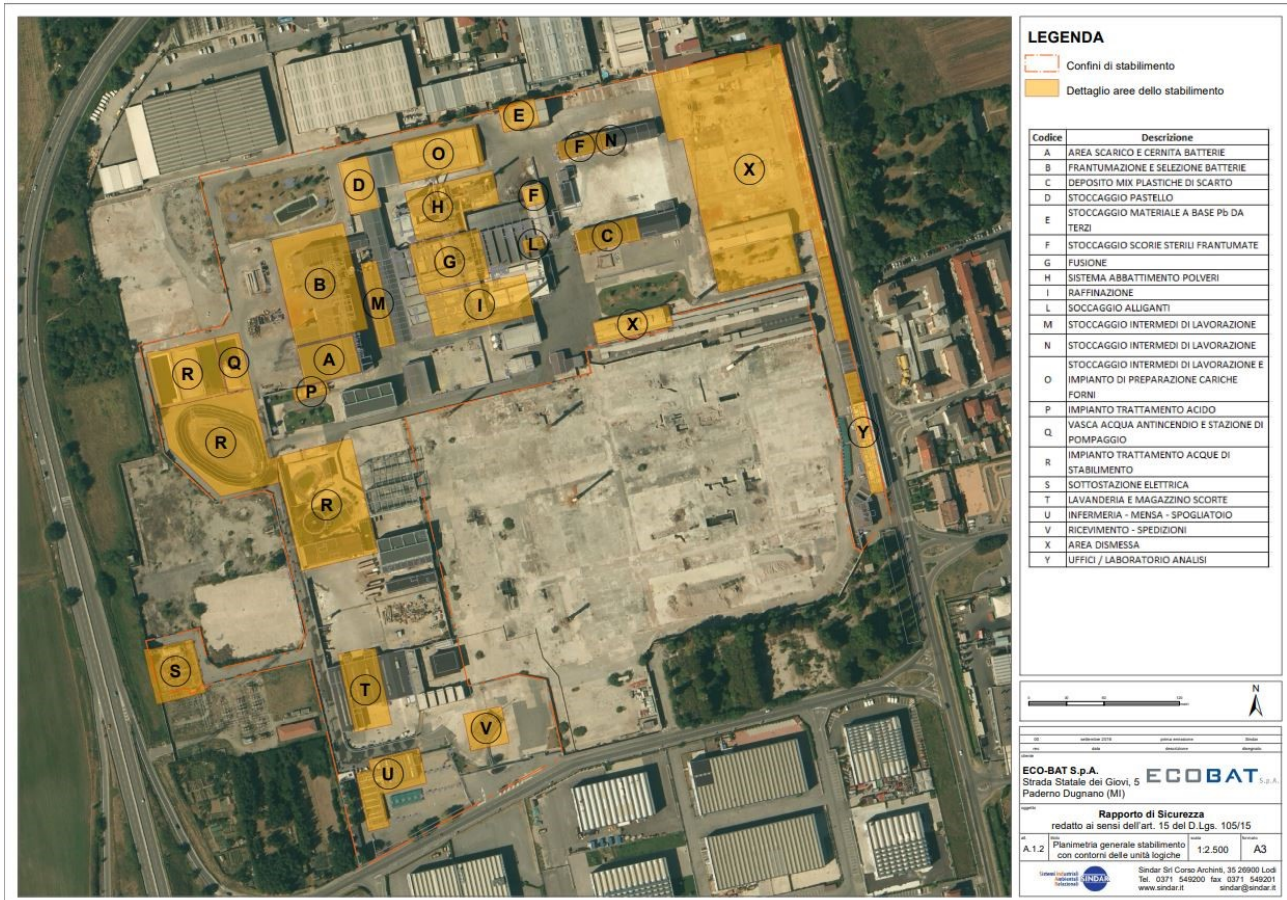 E
O
F
N
D
X
H
F
C
L
G
B
M
I
X
A
R
Q
P
R
Y
R
S
T
V
U
LEGENDA
Confini di stabilimento
Dettaglio aree dello stabilimento
Codice Descrizione
A AREA SCARICO E CERNITA BATTERIE
B FRANTUMAZIONE E SELEZIONE BATTERIE
C DEPOSITO MIX PLASTICHE DI SCARTO
D STOCCAGGIO PASTELLO
E STOCCAGGIO MATERIALE A BASE Pb DA
TERZI
F STOCCAGGIO SCORIE STERILI FRANTUMATE
G FUSIONE
H SISTEMA ABBATTIMENTO POLVERI
I RAFFINAZIONE
L SOCCAGGIO ALLIGANTI
M STOCCAGGIO INTERMEDI DI LAVORAZIONE
N STOCCAGGIO INTERMEDI DI LAVORAZIONE
O STOCCAGGIO INTERMEDI DI LAVORAZIONE E
IMPIANTO DI PREPARAZIONE CARICHE
FORNI
P IMPIANTO TRATTAMENTO ACIDO
Q VASCA ACQUA ANTINCENDIO E STAZIONE DI
POMPAGGIO
R IMPIANTO TRATTAMENTO ACQUE DI
STABILIMENTO
S SOTTOSTAZIONE ELETTRICA
T LAVANDERIA E MAGAZZINO SCORTE
U INFERMERIA - MENSA - SPOGLIATOIO
V RICEVIMENTO - SPEDIZIONI
X AREA DISMESSA
Y UFFICI / LABORATORIO ANALISI
N
ECO-BAT S.p.A.
Strada Statale dei Giovi, 5
Paderno Dugnano (MI)
ECOBAT S.p.A.
Rapporto di Sicurezza
redatto ai sensi dell'art. 15 del D.Lgs. 105/15
A.1.2 Planimetria generale stabilimento
con contorni delle unità logiche
1:2.500 A3
SINDAR
Sindar Srl Corso Archinti, 35 26900 Lodi
Tel. 0371 549200 fax 0371 549201
www.sindar.it sindar@sindar.it